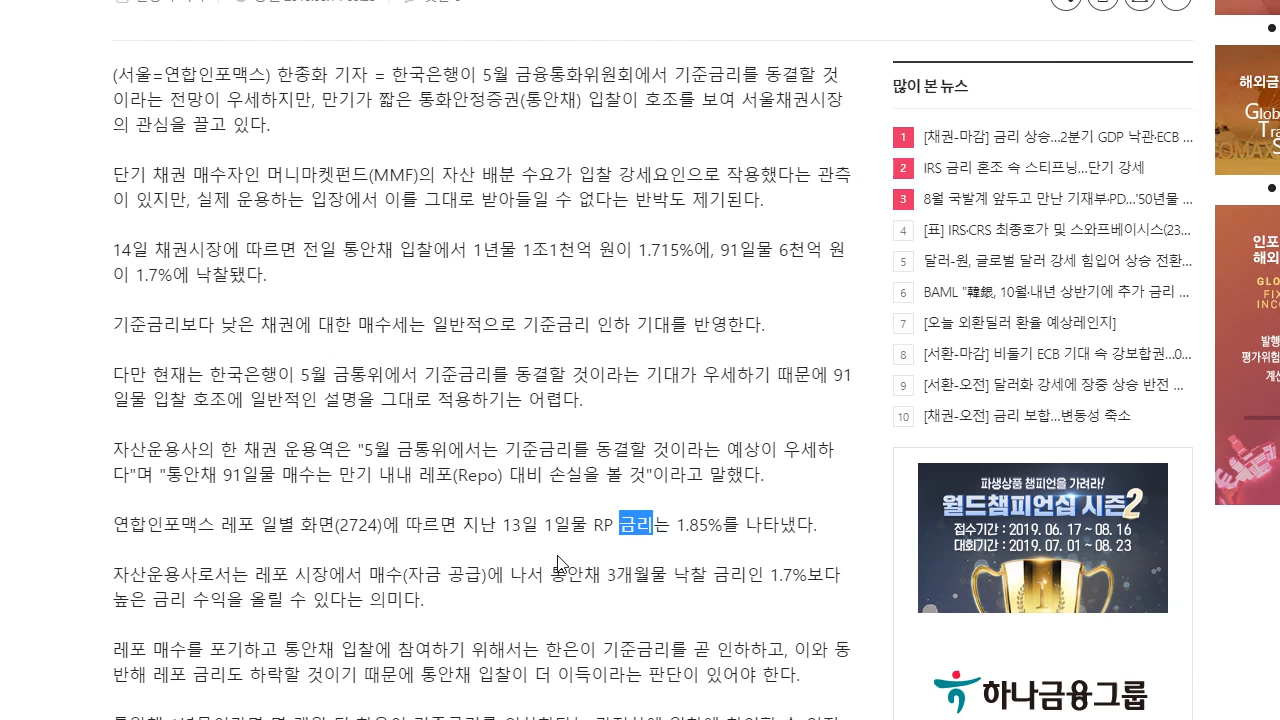 (서울=연합인포맥스) 한종화 기자 = 한국은행이 5월 금융통화위원회에서 기준금리를 동결할 것
이라는 전망이 우세하지만, 만기가 짧은 통화안정증권(통안채) 입찰이 호조를 보여 서울채권시장
의 관심을 끌고 있다.
단기 채권 매수자인 머니마켓펀드(MMF)의 자산 배분 수요가 입찰 강세요인으로 작용했다는 관측
이 있지만, 실제 운용하는 입장에서 이를 그대로 받아들일 수 없다는 반박도 제기된다.
14일 채권시장에 따르면 전일 통안채 입찰에서 1년물 1조1천억 원이 1.715%에, 91일물 6천억 원
이 1.7%에 낙찰됐다.
기준금리보다 낮은 채권에 대한 매수세는 일반적으로 기준금리 인하 기대를 반영한다.
다만 현재는 한국은행이 5월 금통위에서 기준금리를 동결할 것이라는 기대가 우세하기 때문에 91
일물 입찰 호조에 일반적인 설명을 그대로 적용하기는 어렵다.
자산운용사의 한 채권 운용역은 "5월 금통위에서는 기준금리를 동결할 것이라는 예상이 우세하
다"며 "통안채 91일물 매수는 만기 내내 레포(Repo) 대비 손실을 볼 것"이라고 말했다.
연합인포맥스 레포 일별 화면(2724)에 따르면 지난 13일 1일물 RP 금리는 1.85%를 나타냈다.
자산운용사로서는 레포 시장에서 매수(자금 공급)에 나서 통안채 3개월물 낙찰 금리인 1.7%보다
높은 금리 수익을 올릴 수 있다는 의미다.
레포 매수를 포기하고 통안채 입찰에 참여하기 위해서는 한은이 기준금리를 곧 인하하고, 이와 동
반해 레포 금리도 하락할 것이기 때문에 통안채 입찰이 더 이득이라는 판단이 있어야 한다.
많이 본 뉴스
1 [채권-마감] 금리 상승...2분기 GDP 낙관·ECB ...
2 IRS 금리 혼조 속 스티프닝...단기 강세
3 8월 국발계 앞두고 만난 기재부·PD...'50년물 ...
4 [표] IRS·CRS 최종호가 및 스와프베이시스(23...
5 달러-원, 글로벌 달러 강세 힘입어 상승 전환...
6 BAML "韓銀, 10월·내년 상반기에 추가 금리 ...
7 [오늘 외환딜러 환율 예상레인지]
8 [서환-마감] 비둘기 ECB 기대 속 강보합권...0...
9 [서환-오전] 달러화 강세에 장중 상승 반전 ...
10 [채권-오전] 금리 보합...변동성 축소
파생상품 챔피언을 가려라!
월드챔피언십 시즌2
접수기간 : 2019. 06. 17 ~ 08. 16
대회기간 : 2019. 07. 01 ~ 08. 23
1
하나금융그룹
해외금
Glob
Tra
S
인포
해외
GLO
FIX
INCO
발행
평가위험
계산